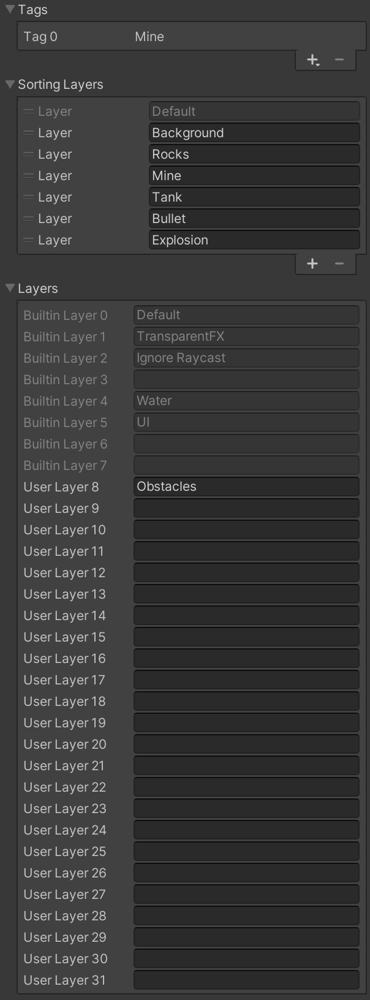 Tags
Tag 0 Mine
Sorting Layers
Layer Default
Layer Background
Layer Rocks
Layer Mine
Layer Tank
Layer Bullet
Layer Explosion
Layers
Builtin Layer 0 Default
Builtin Layer 1 TransparentFX
Builtin Layer 2 Ignore Raycast
Builtin Layer 3
Builtin Layer 4 Water
Builtin Layer 5 UI
Builtin Layer 6
Builtin Layer 7
User Layer 8 Obstacles
User Layer 9
User Layer 10
User Layer 11
User Layer 12
User Layer 13
User Layer 14
User Layer 15
User Layer 16
User Layer 17
User Layer 18
User Layer 19
User Layer 20
User Layer 21
User Layer 22
User Layer 23
User Layer 24
User Layer 25
User Layer 26
User Layer 27
User Layer 28
User Layer 29
User Layer 30
User Layer 31